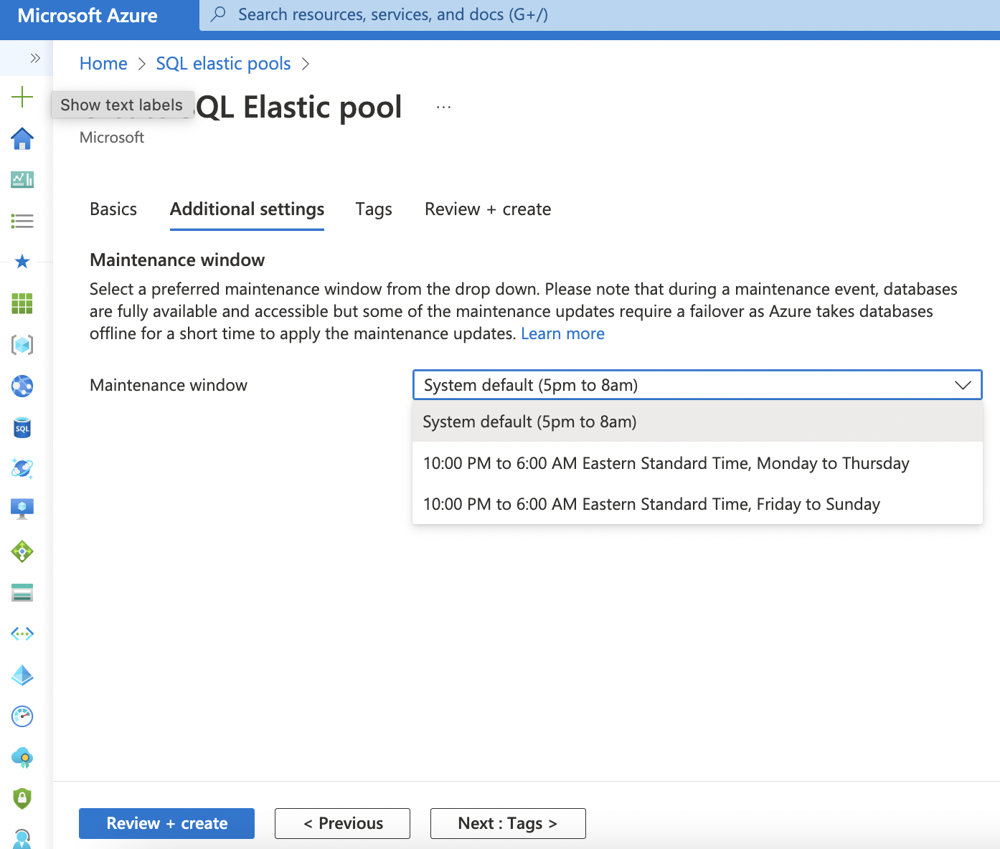 Microsoft Azure
Search resources, services, and docs (G+/)
Home > SQL elastic pools >
Show text labels
SQL Elastic pool ...
Microsoft
Basics Additional settings Tags Review + create
Maintenance window
Select a preferred maintenance window from the drop down. Please note that during a maintenance event, databases
are fully available and accessible but some of the maintenance updates require a failover as Azure takes databases
offline for a short time to apply the maintenance updates. Learn more
Maintenance window
System default (5pm to 8am)
System default (5pm to 8am)
10:00 PM to 6:00 AM Eastern Standard Time, Monday to Thursday
10:00 PM to 6:00 AM Eastern Standard Time, Friday to Sunday
SQL
Review + create
< Previous
Next : Tags >